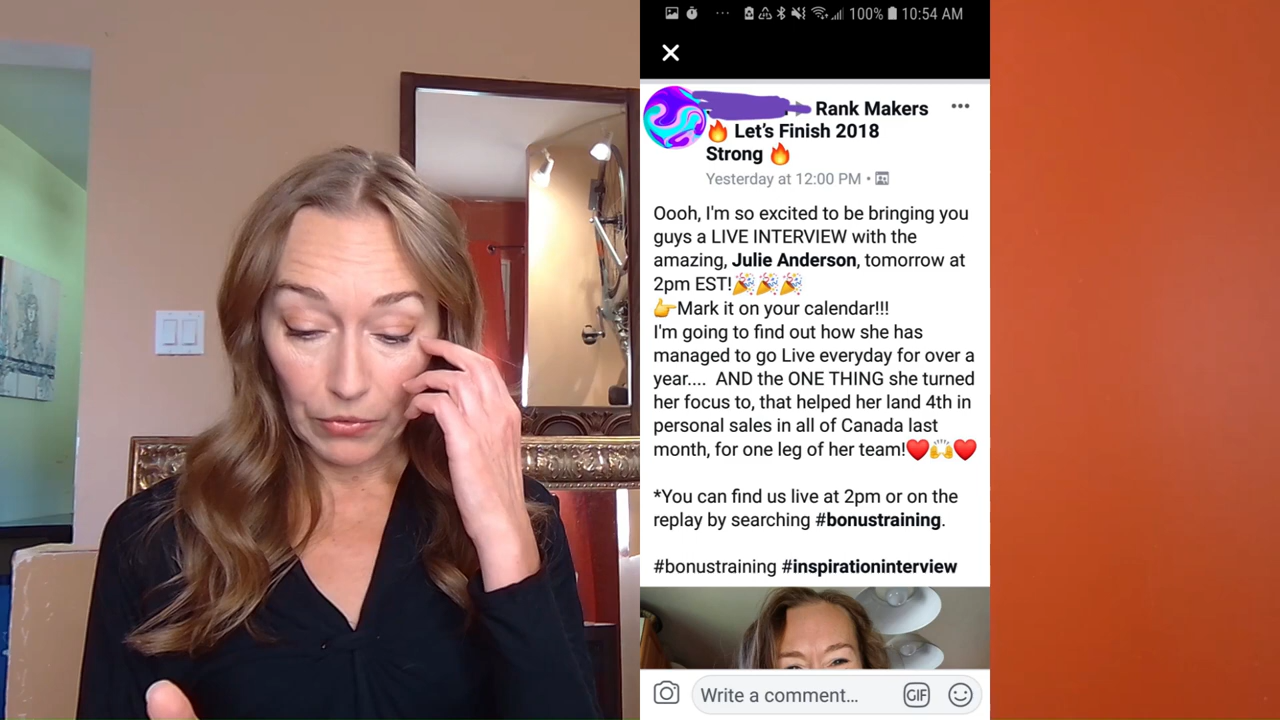 100% 10:54 AM
Rank Makers
🔥 Let's Finish 2018
Strong 🔥
Yesterday at 12:00 PM •
Oooh, I'm so excited to be bringing you
guys a LIVE INTERVIEW with the
amazing, Julie Anderson, tomorrow at
2pm EST!🎉🎉🎉
👉Mark it on your calendar!!!
I'm going to find out how she has
managed to go Live everyday for over a
year.... AND the ONE THING she turned
her focus to, that helped her land 4th in
personal sales in all of Canada last
month, for one leg of her team!♥️🙌♥️
*You can find us live at 2pm or on the
replay by searching #bonustraining.
#bonustraining #inspirationinterview
Write a comment...
GIF